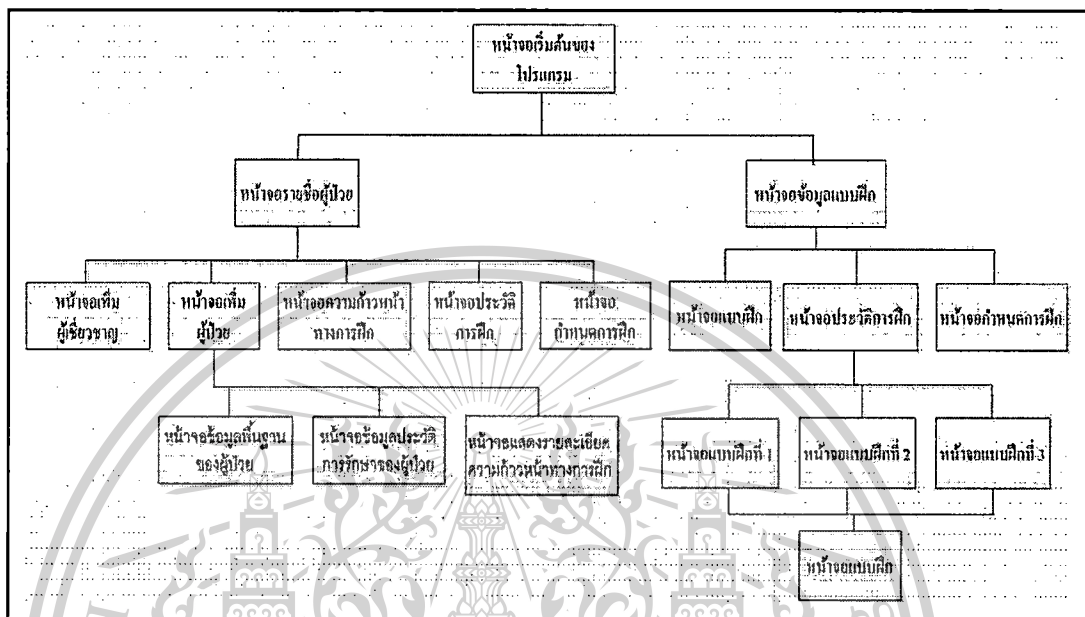 หน้าจอเริ่มต้นของ
โปรแกรม
หน้าจอรายชื่อผู้ป่วย
หน้าจอข้อมูลแบบฝึก
หน้าจอเพิ่ม
ผู้เชี่ยวชาญ
หน้าจอเพิ่ม
ผู้ป่วย
หน้าจอความก้าวหน้า
ทางการฝึก
หน้าจอประวัติ
การฝึก
หน้าจอ
กำหนดการฝึก
หน้าจอแบบฝึก
หน้าจอประวัติการฝึก
หน้าจอกำหนดการฝึก
หน้าจอข้อมูลพื้นฐาน
ของผู้ป่วย
หน้าจอข้อมูลประวัติ
การรักษาของผู้ป่วย
หน้าจอแสดงรายละเอียด
ความก้าวหน้าทางการฝึก
หน้าจอแบบฝึกที่ 1
หน้าจอแบบฝึกที่ 2
หน้าจอแบบฝึกที่ 3
หน้าจอแบบฝึก